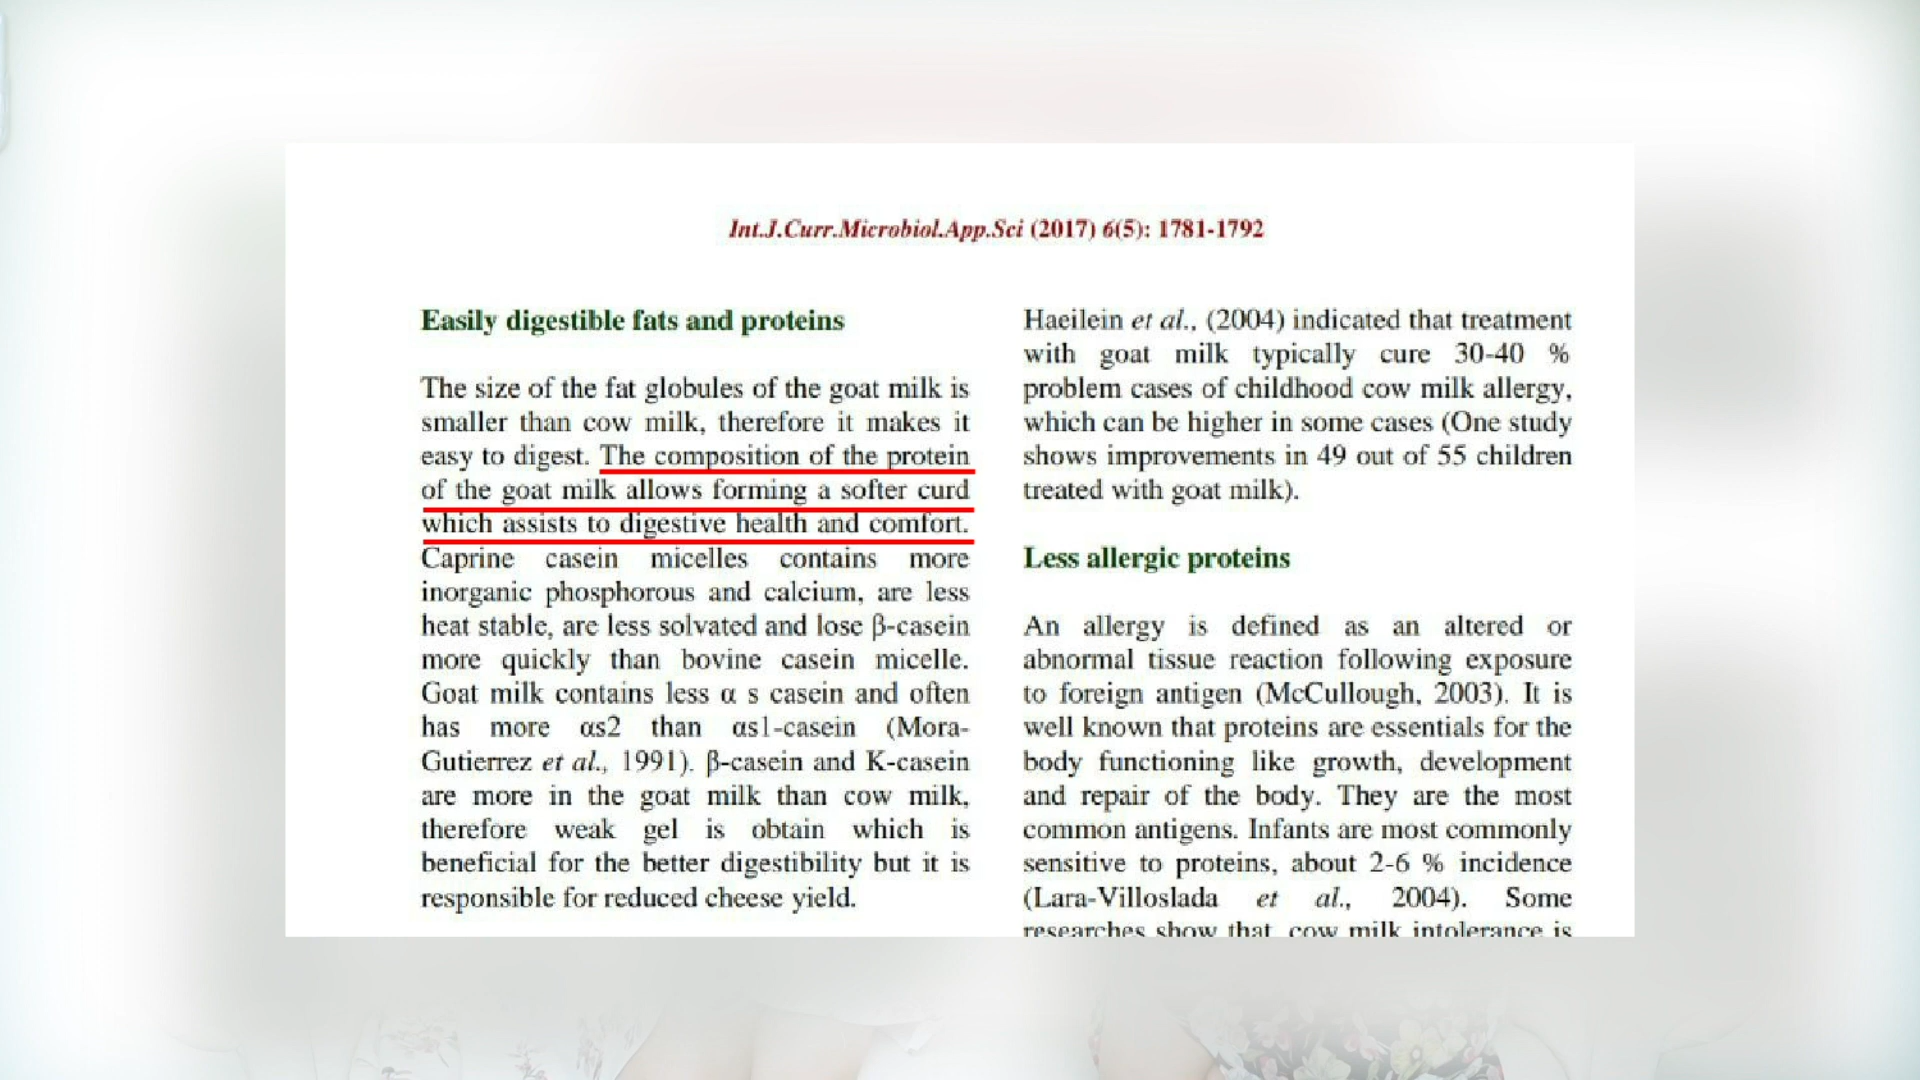 Int.J.Curr.Microbiol.App.Sci (2017) 6(5): 1781-1792
Easily digestible fats and proteins
The size of the fat globules of the goat milk is
smaller than cow milk, therefore it makes it
easy to digest. The composition of the protein
of the goat milk allows forming a softer curd
which assists to digestive health and comfort.
Caprine casein micelles contains more
inorganic phosphorous and calcium, are less
heat stable, are less solvated and lose β-casein
more quickly than bovine casein micelle.
Goat milk contains less α s casein and often
has more αs2 than αs1-casein (Mora-
Gutierrez et al., 1991). β-casein and K-casein
are more in the goat milk than cow milk,
therefore weak gel is obtain which is
beneficial for the better digestibility but it is
responsible for reduced cheese yield.
Haeilein et al., (2004) indicated that treatment
with goat milk typically cure 30-40 %
problem cases of childhood cow milk allergy,
which can be higher in some cases (One study
shows improvements in 49 out of 55 children
treated with goat milk).
Less allergic proteins
An allergy is defined as an altered or
abnormal tissue reaction following exposure
to foreign antigen (McCullough, 2003). It is
well known that proteins are essentials for the
body functioning like growth, development
and repair of the body. They are the most
common antigens. Infants are most commonly
sensitive to proteins, about 2-6 % incidence
(Lara-Villoslada et al., 2004). Some
researches show that, cow milk intolerance is